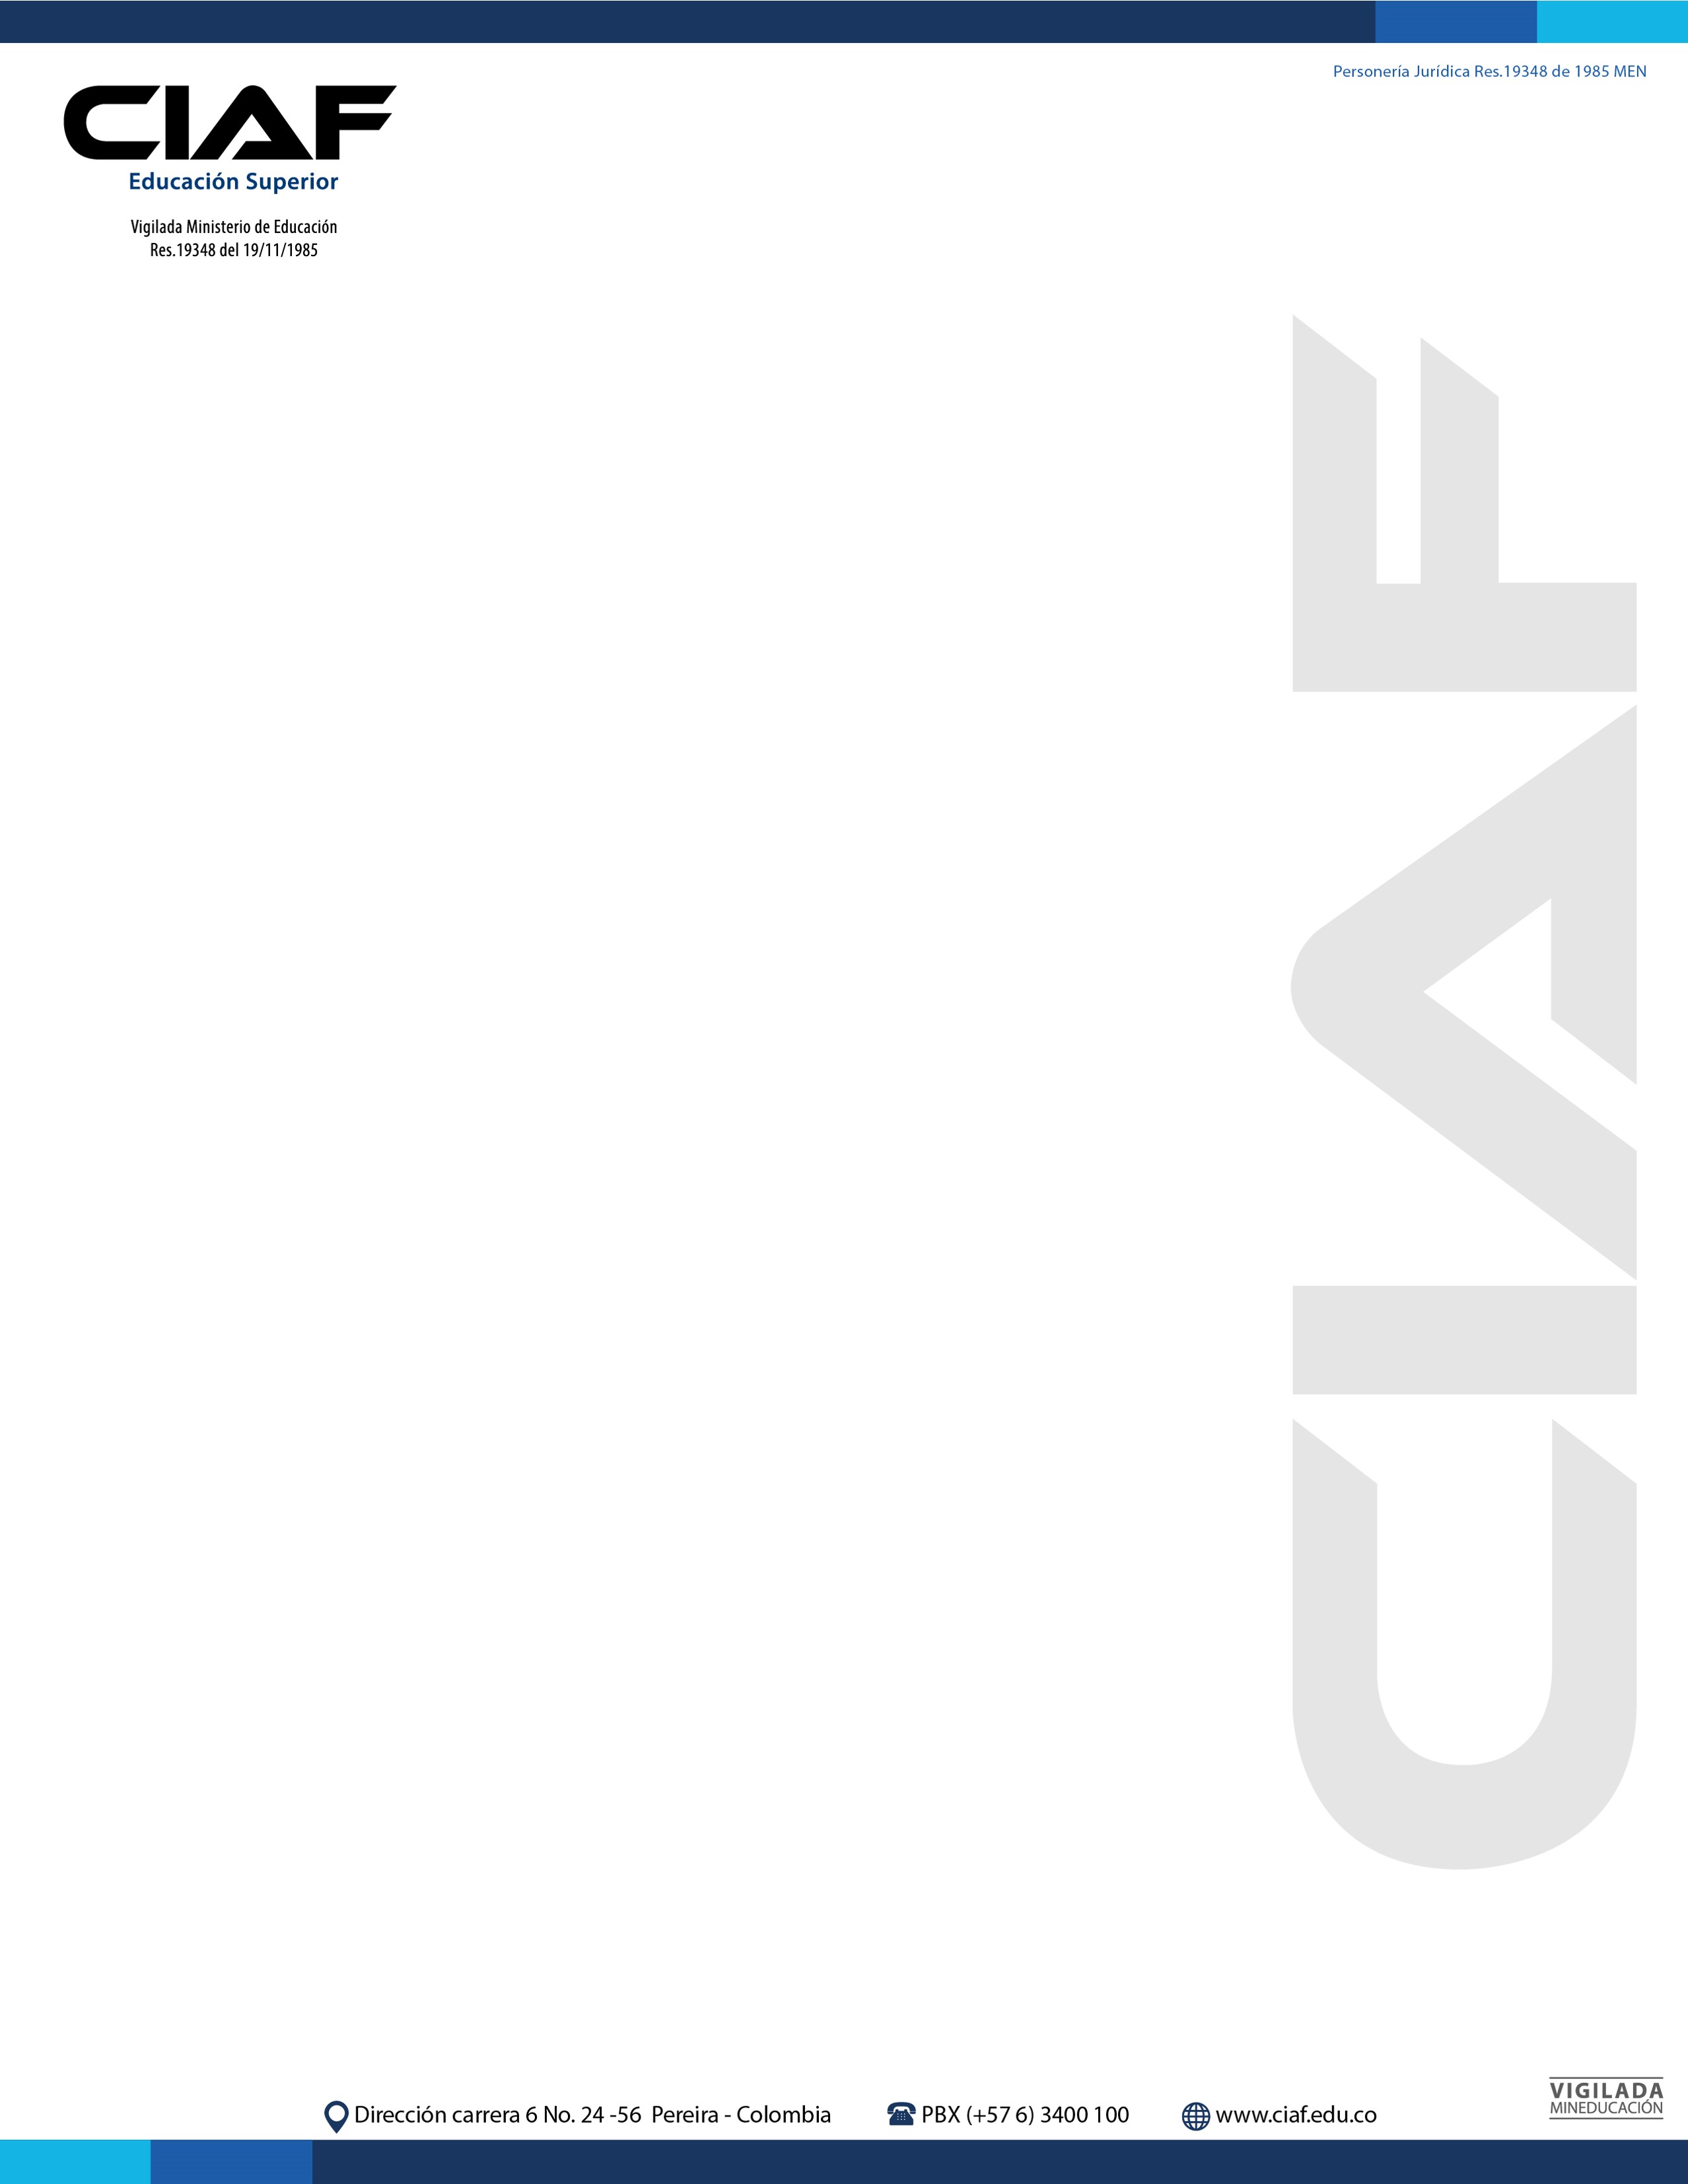 Personería Jurídica Res.19348 de 1985 MEN
CIAF
Educación Superior
Vigilada Ministerio de Educación
Res.19348 del 19/11/1985
CIAF
VIGILADA
MINEDUCACIÓN
Dirección carrera 6 No. 24 -56 Pereira - Colombia PBX (+57 6) 3400 100 www.ciaf.edu.co